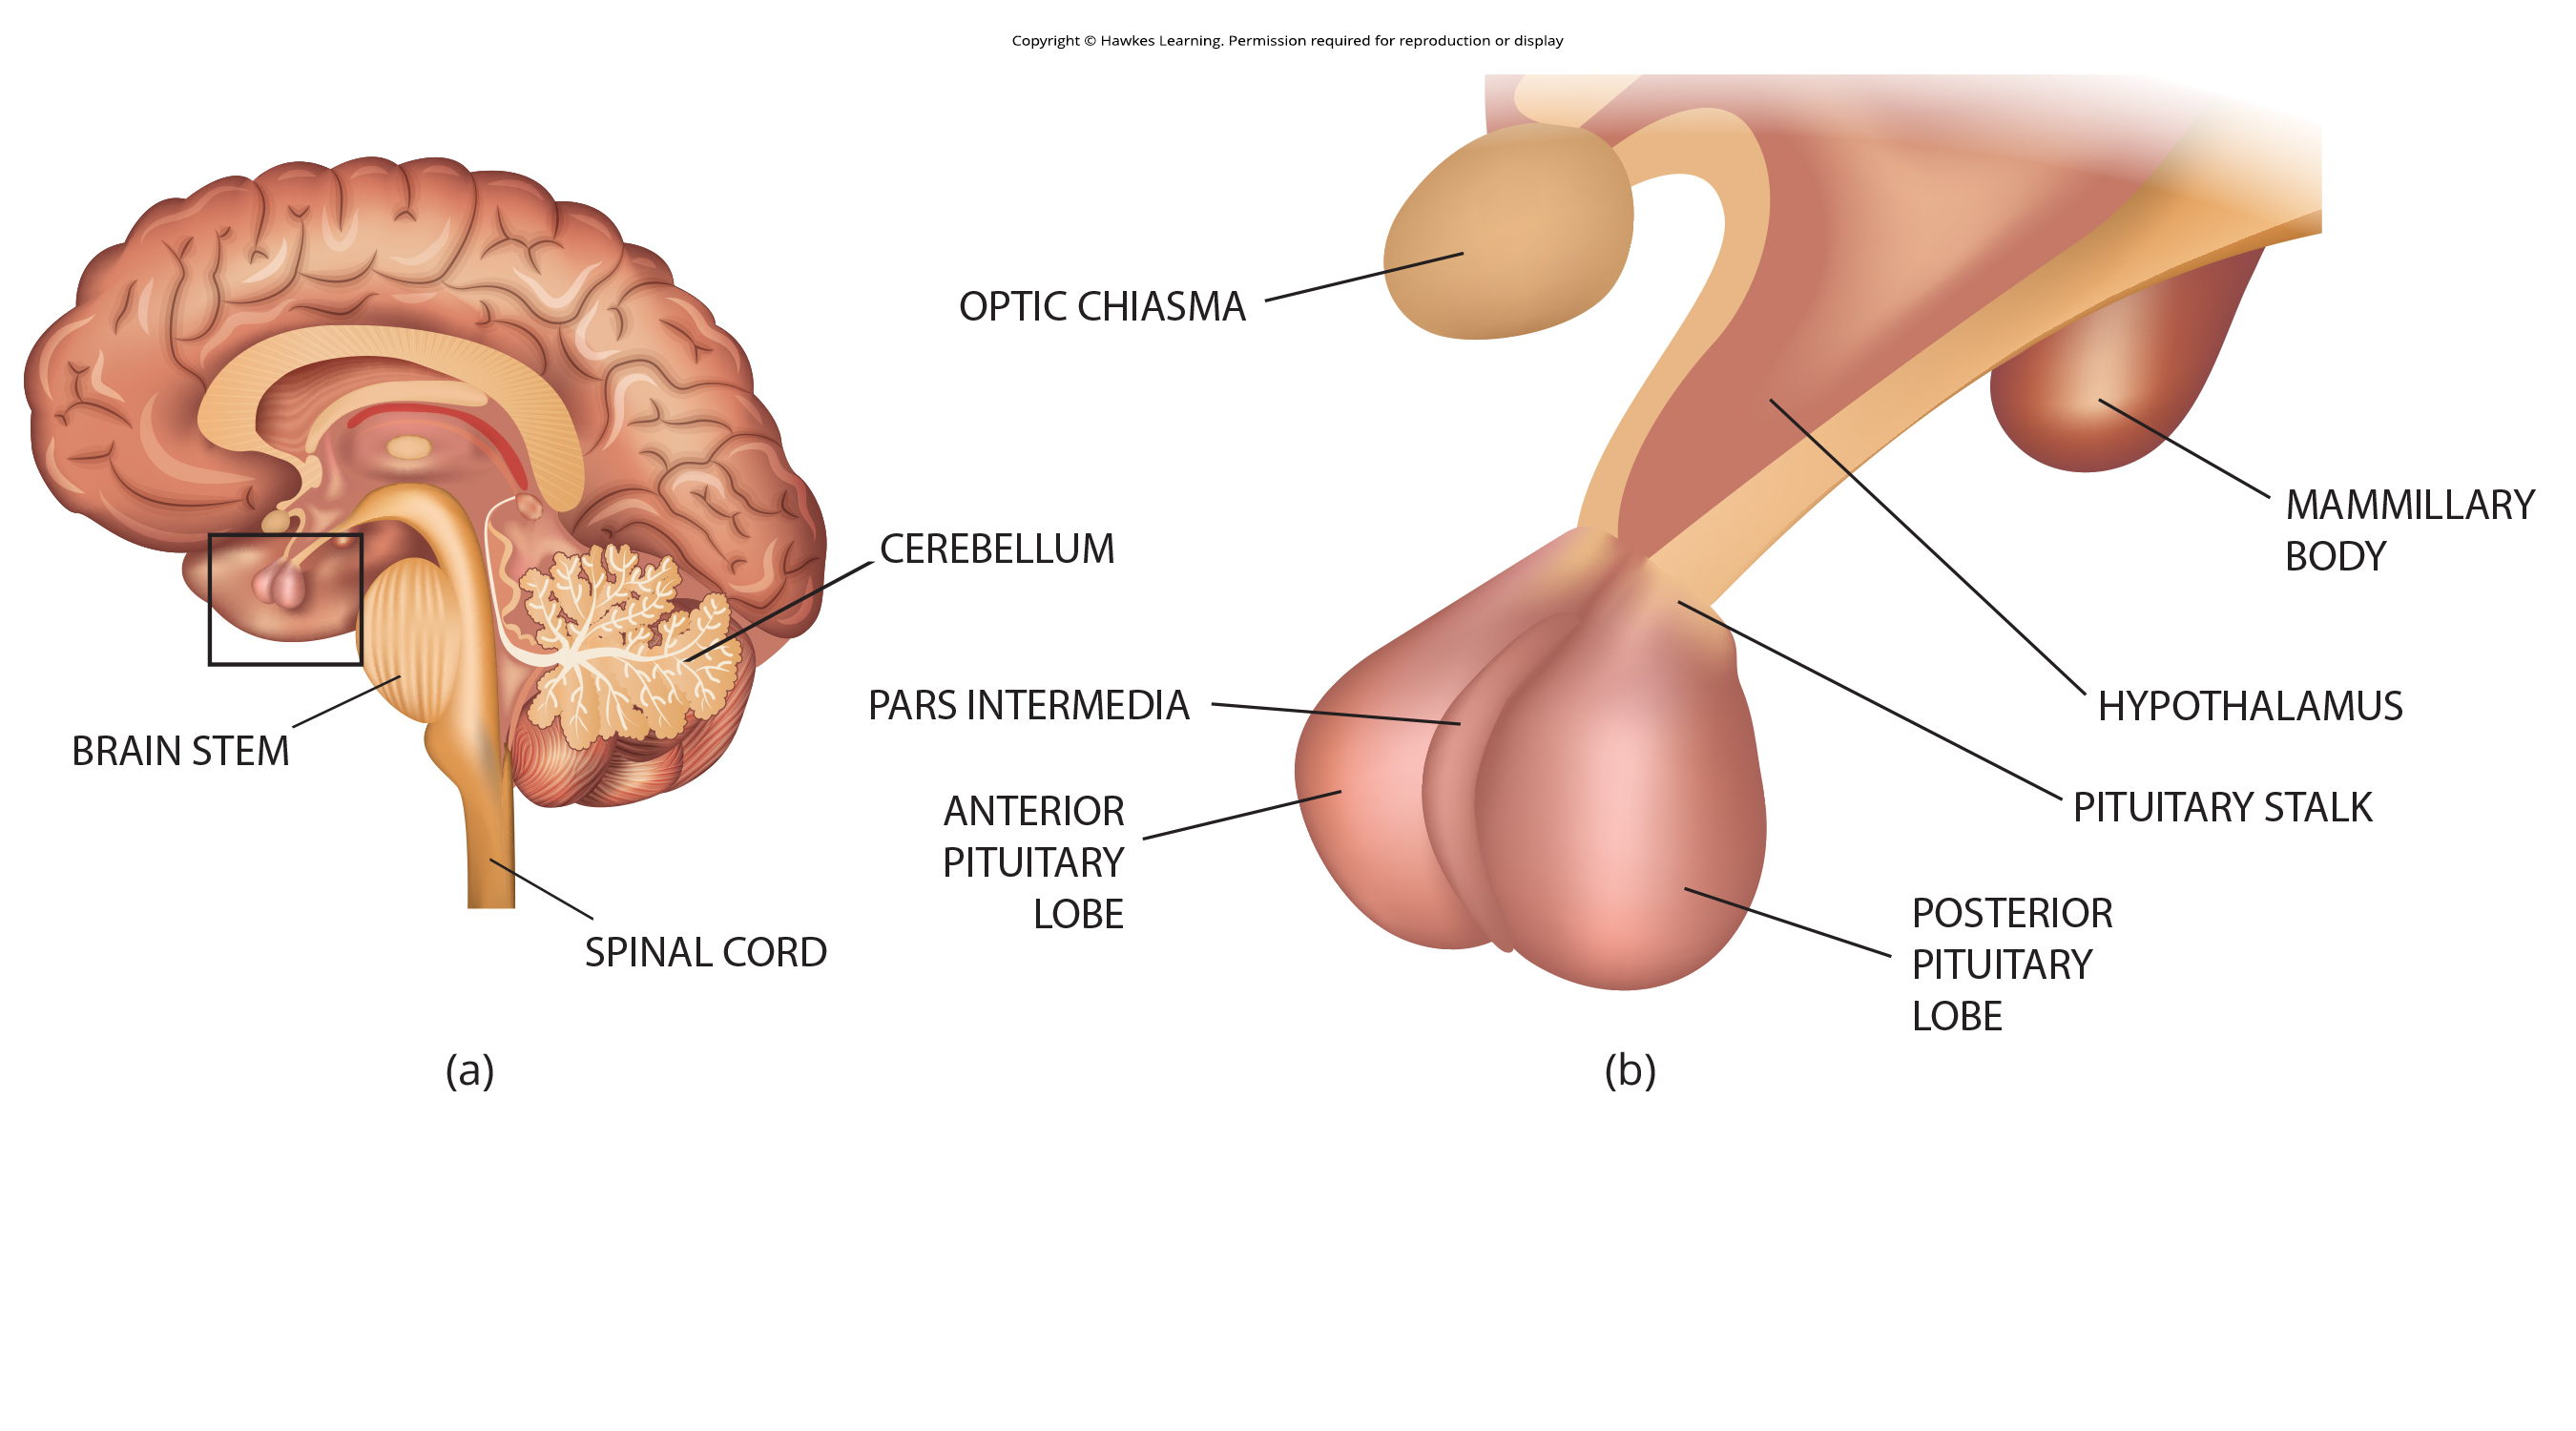 Copyright © Hawkes Learning. Permission required for reproduction or display
CEREBELLUM
BRAIN STEM
SPINAL CORD
(a)
OPTIC CHIASMA
MAMMILLARY
BODY
HYPOTHALAMUS
PARS INTERMEDIA
PITUITARY STALK
ANTERIOR
PITUITARY
LOBE
POSTERIOR
PITUITARY
LOBE
(b)